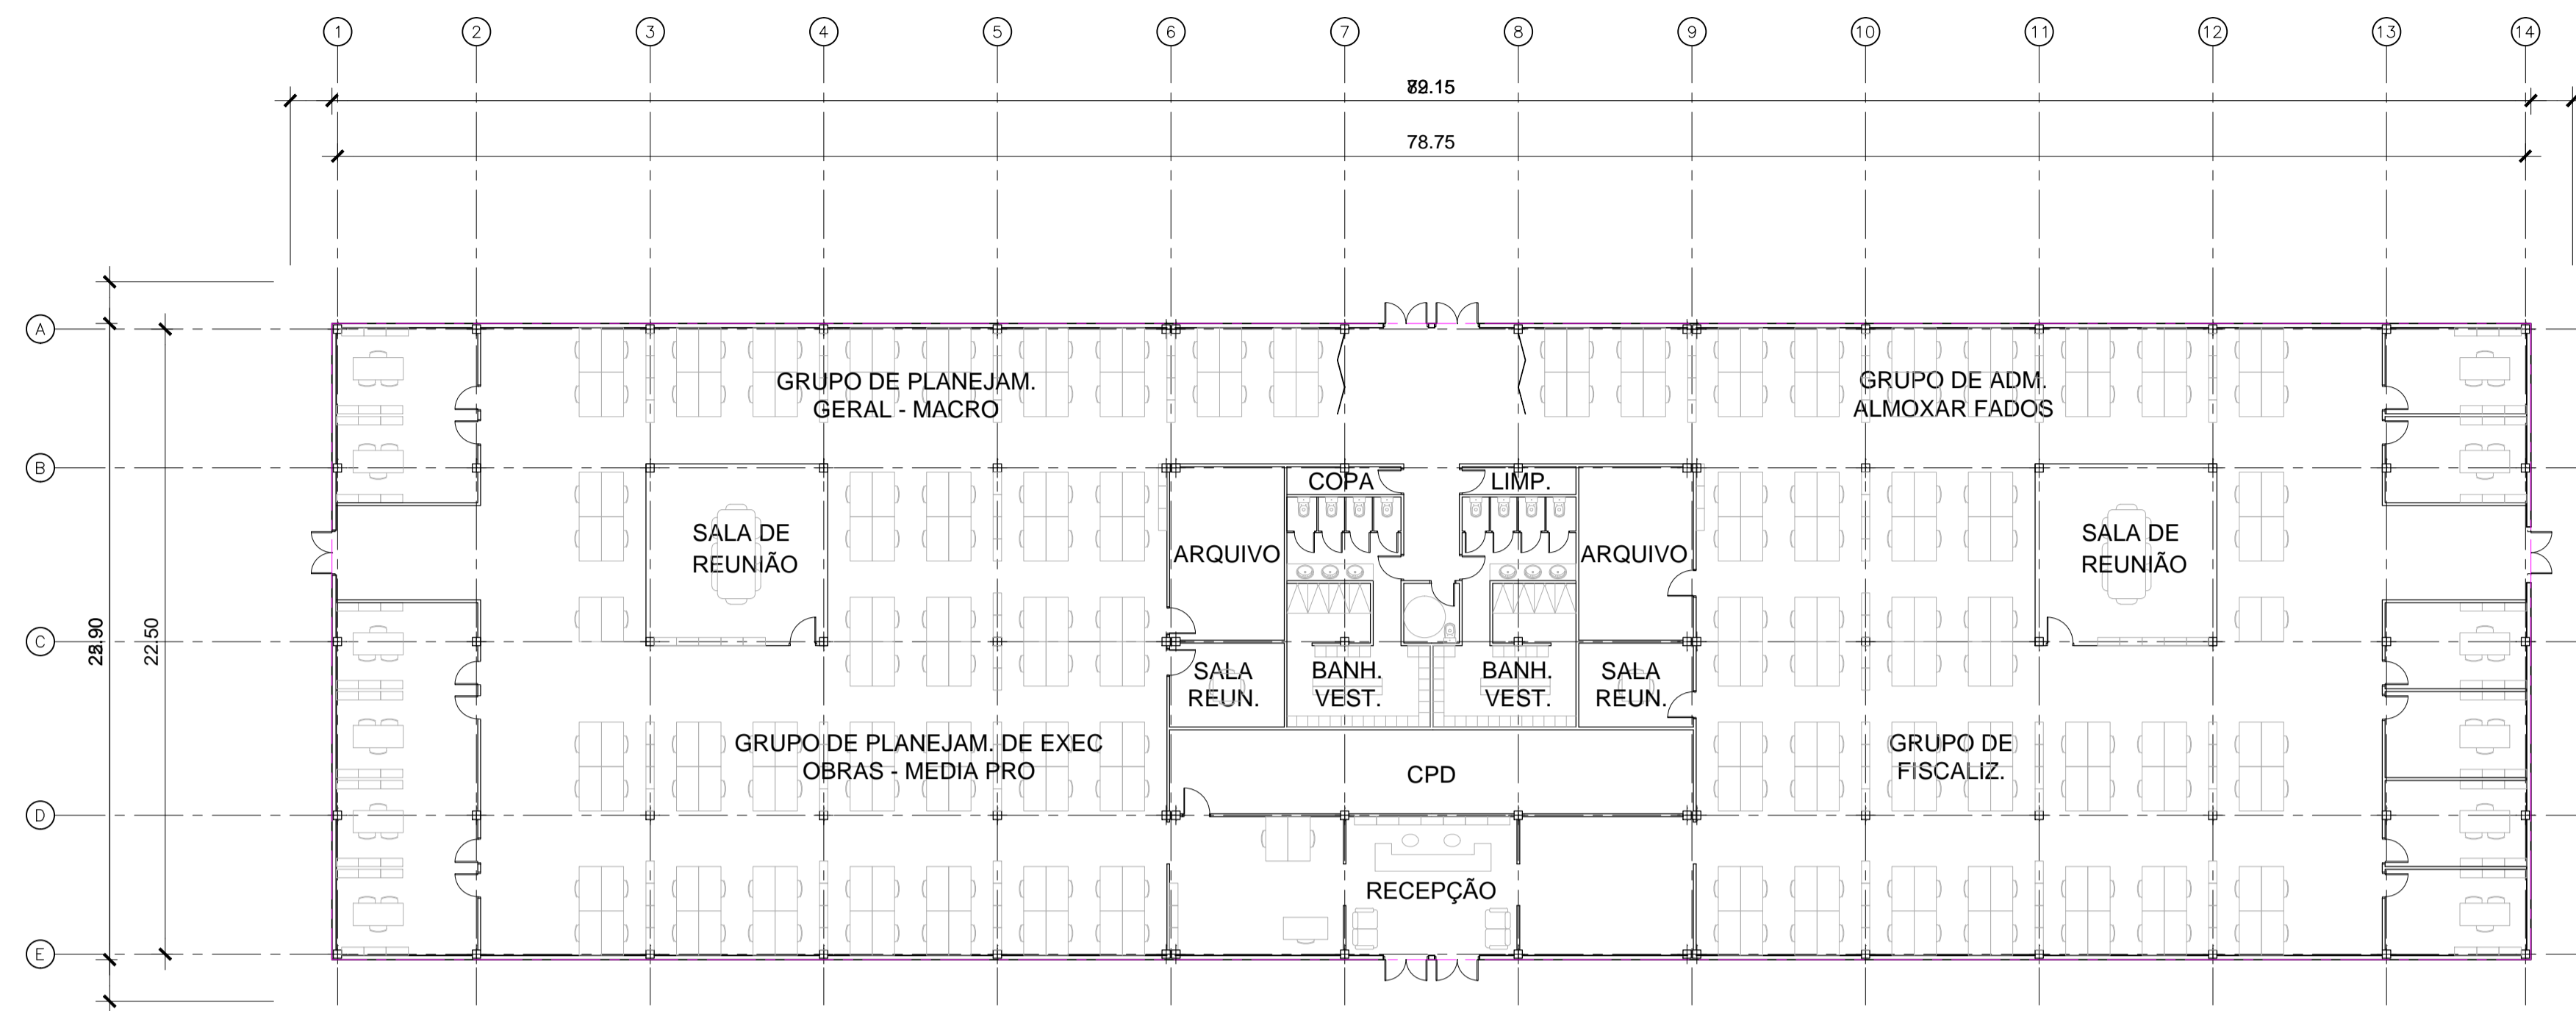 1 2 3 4 5 6 7 8 9 10 11 12 13 14
78.75
A
GRUPO DE PLANEJAM.
GERAL - MACRO
GRUPO DE ADM.
ALMOXAR FADOS
B
COPA
LIMP.
SALA DE
REUNIÃO
ARQUIVO
ARQUIVO
SALA DE
REUNIÃO
22.50
C
SALA
REUN.
BANH.
VEST.
BANH.
VEST.
SALA
REUN.
GRUPO DE PLANEJAM. DE EXEC
OBRAS - MEDIA PRO
CPD
GRUPO DE
FISCALIZ.
D
RECEPÇÃO
E